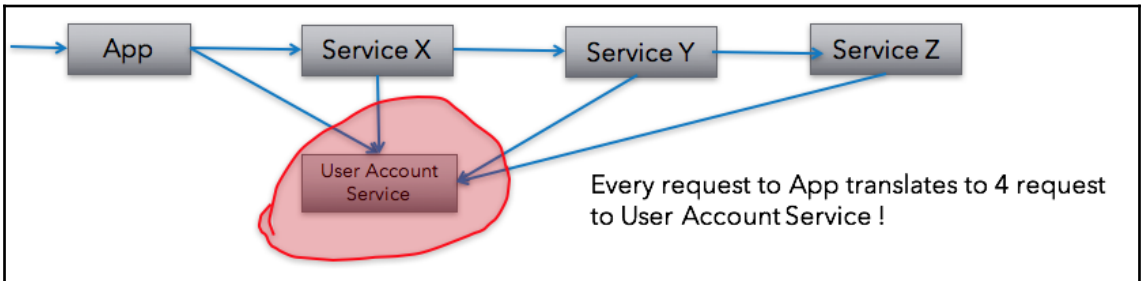 App
Service X
Service Y
Service Z
User Account
Service
Every request to App translates to 4 request
to User Account Service !